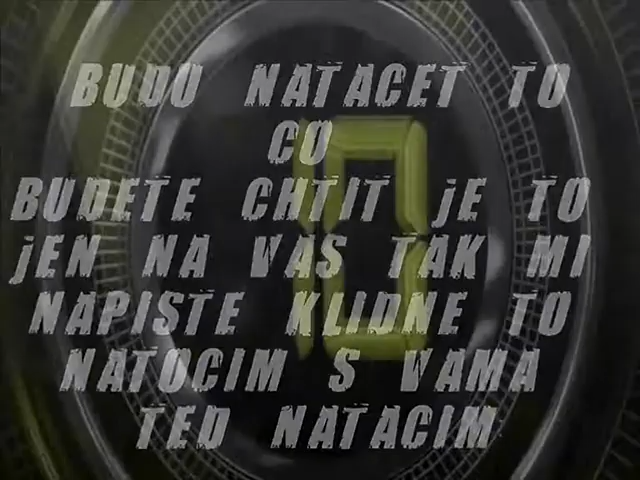 BUDU NATACET TO
CO
BUDETE CHTIT jE TO
jEN NA VAS TAK MI
NAPISTE KLIDNE TO
NATOCIM S VAMA
TED NATACIM
10